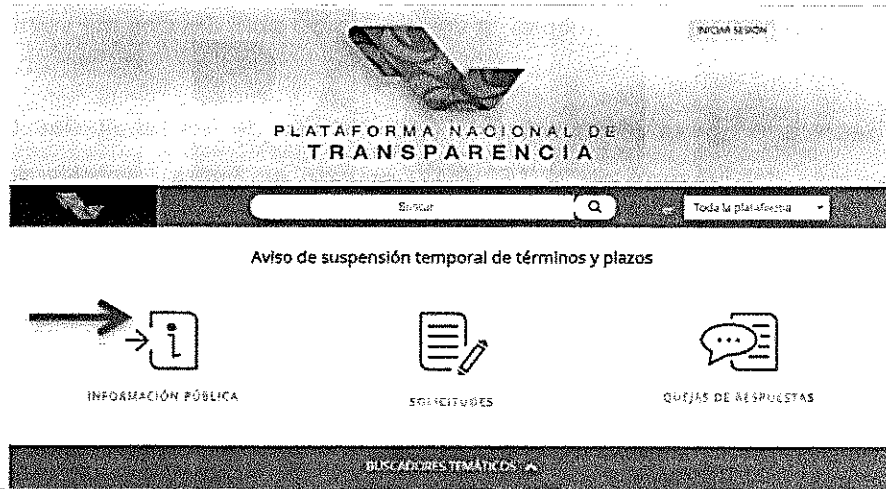 INICIAR SESIÓN
PLATAFORMA NACIONAL DE
TRANSPARENCIA
Buscar
Toda la plataforma
Aviso de suspensión temporal de términos y plazos
INFORMACIÓN PÚBLICA
SOLICITUDES
QUEJAS DE RESPUESTAS
BUSCADORES TEMÁTICOS